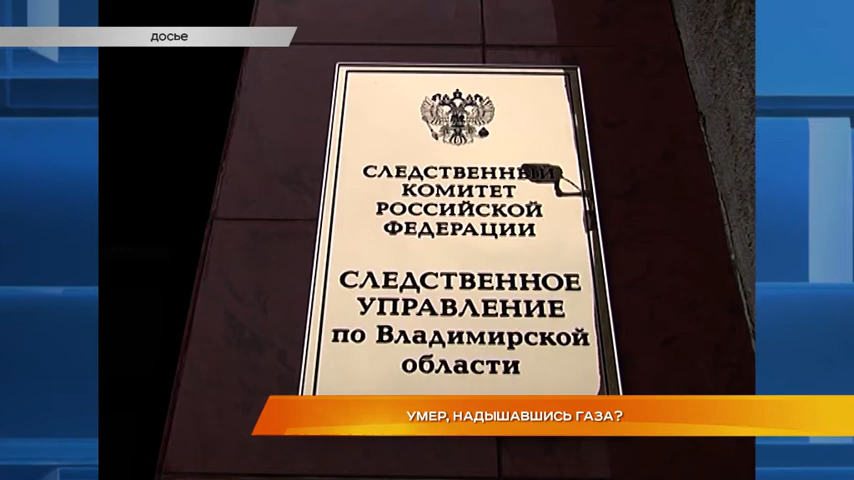 досье
СЛЕДСТВЕННЫЙ
КОМИТЕТ
РОССИЙСКОЙ
ФЕДЕРАЦИИ
СЛЕДСТВЕННОЕ
УПРАВЛЕНИЕ
по Владимирской
области
УМЕР, НАДЫШАВШИСЬ ГАЗА?